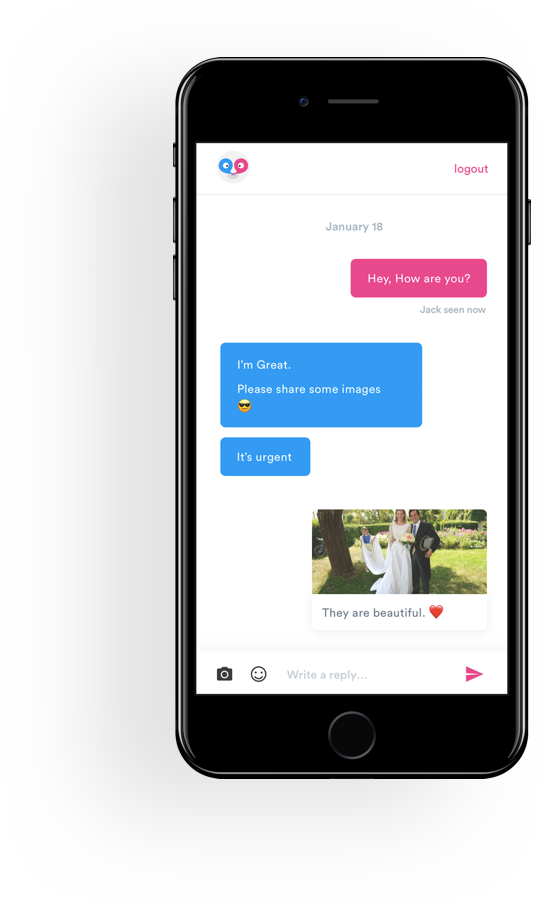 logout
January 18
Hey, How are you?
Jack seen now
I'm Great.
Please share some images
😎
It's urgent
They are beautiful. ❤️
Write a reply...